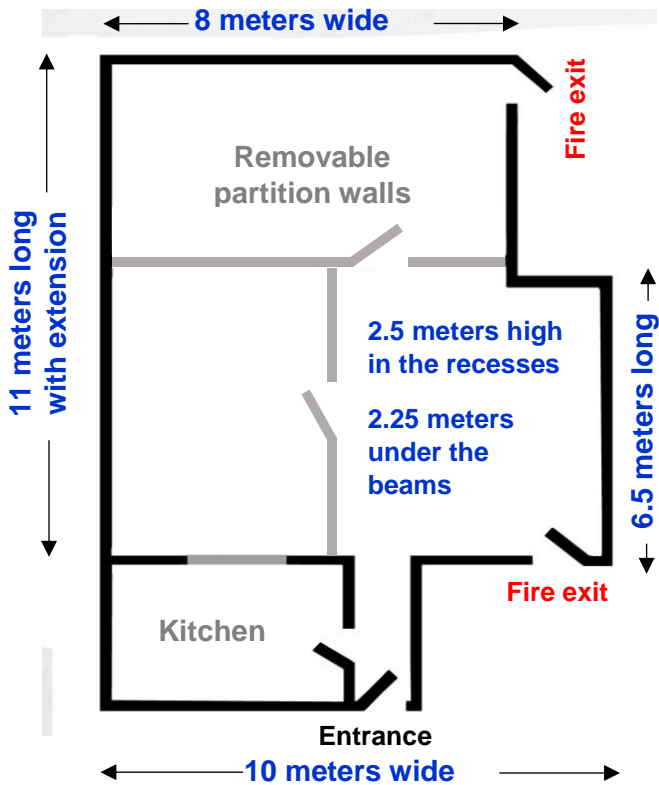 8 meters wide
Fire exit
Removable
partition walls
11 meters long
with extension
2.5 meters high
in the recesses
2.25 meters
under the
beams
6.5 meters long
Fire exit
Kitchen
Entrance
10 meters wide